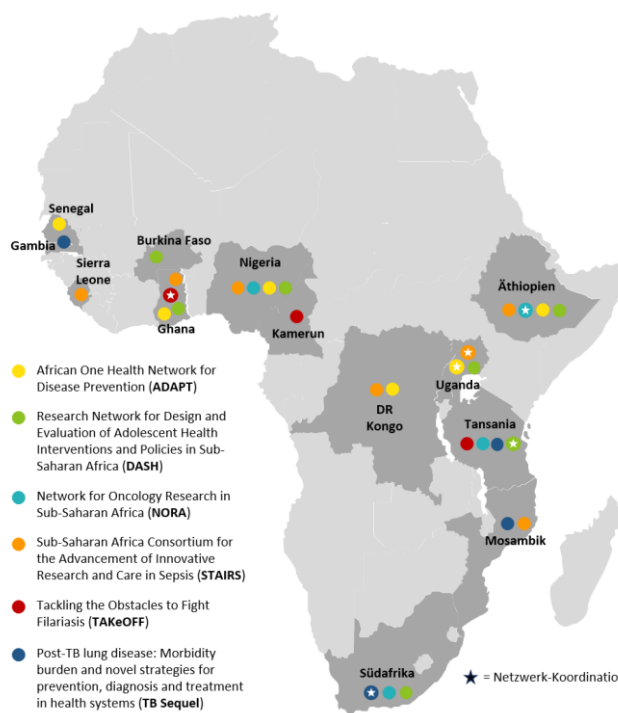 Senegal
Gambia
Sierra
Leone
Burkina Faso
Ghana
Nigeria
Kamerun
Äthiopien
Uganda
DR
Kongo
Tansania
Mosambik
Südafrika
African One Health Network for
Disease Prevention (ADAPT)
Research Network for Design and
Evaluation of Adolescent Health
Interventions and Policies in Sub-
Saharan Africa (DASH)
Network for Oncology Research in
Sub-Saharan Africa (NORA)
Sub-Saharan Africa Consortium for
the Advancement of Innovative
Research and Care in Sepsis (STAIRS)
Tackling the Obstacles to Fight
Filariasis (TAKeOFF)
Post-TB lung disease: Morbidity
burden and novel strategies for
prevention, diagnosis and treatment
in health systems (TB Sequel)
= Netzwerk-Koordinatio